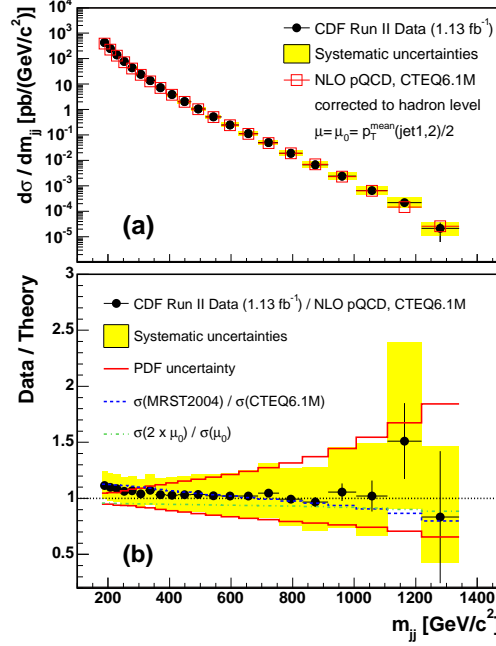 dσ / dm_jj [pb/(GeV/c²)]
10⁴
10³
10²
10
1
10⁻¹
10⁻²
10⁻³
10⁻⁴
10⁻⁵
CDF Run II Data (1.13 fb⁻¹)
Systematic uncertainties
NLO pQCD, CTEQ6.1M
corrected to hadron level
μ= μ₀= p_T^mean(jet1,2)/2
(a)
Data / Theory
3
2.5
2
1.5
1
0.5
CDF Run II Data (1.13 fb⁻¹) / NLO pQCD, CTEQ6.1M
Systematic uncertainties
PDF uncertainty
σ(MRST2004) / σ(CTEQ6.1M)
σ(2 x μ₀) / σ(μ₀)
(b)
200 400 600 800 1000 1200 1400
m_jj [GeV/c²]